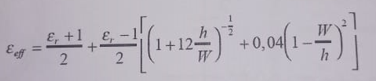 ε_eff = (ε_r + 1)/2 + (ε_r − 1)/2 [ (1 + 12 h/W)^(−1/2) + 0,04 (1 − W/h)^2 ]